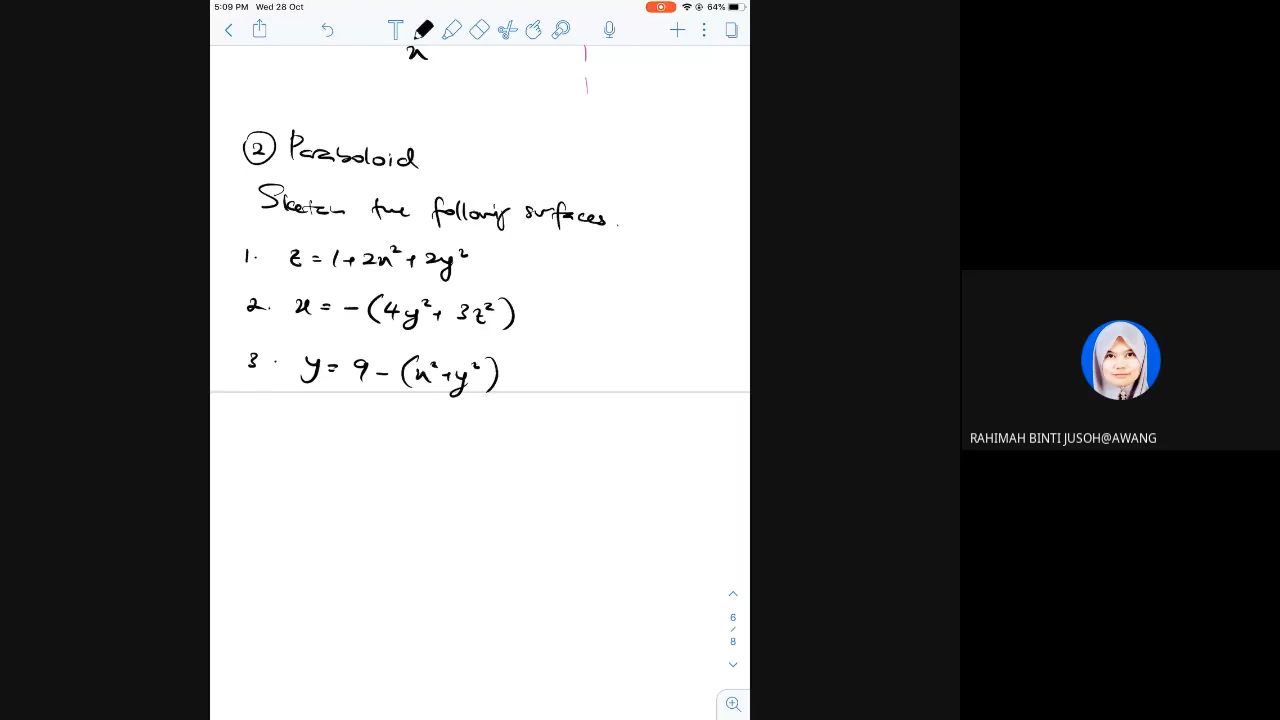 5:09 PM Wed 28 Oct
64%
T
x
② Paraboloid
Sketch the following surfaces.
1. z = 1 + 2x² + 2y²
2. x = - (4y² + 3z²)
3. y = 9 - (x² + y²)
RAHIMAH BINTI JUSOH@AWANG
6
/
8